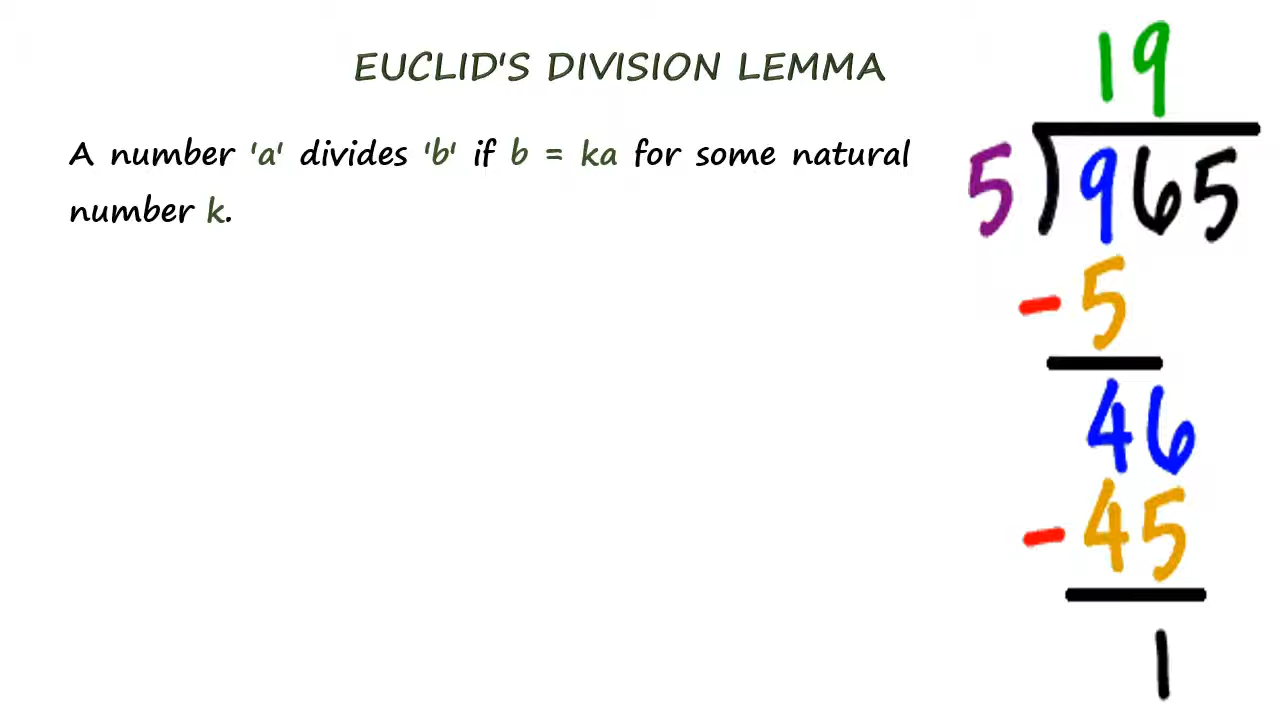 EUCLID'S DIVISION LEMMA
A number 'a' divides 'b' if b = ka for some natural
number k.
19
5)965
-5
46
-45
1